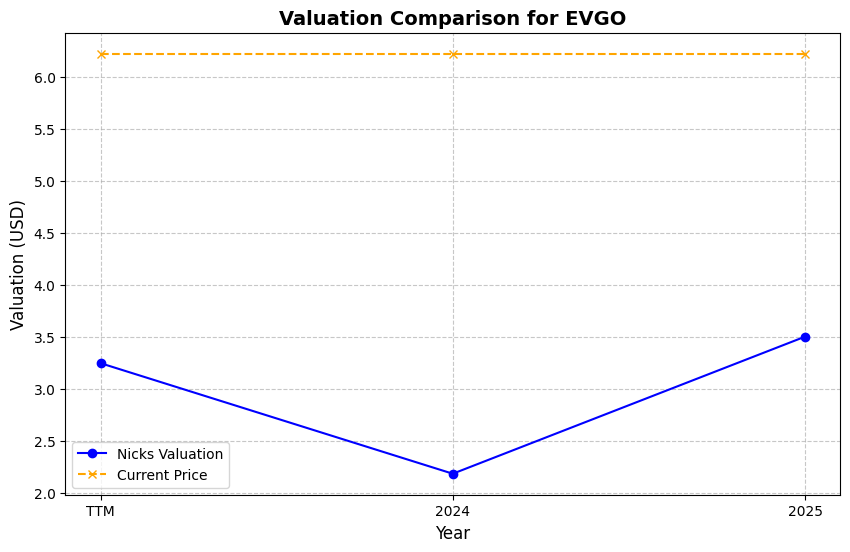 Valuation Comparison for EVGO
Valuation (USD)
6.0
5.5
5.0
4.5
4.0
3.5
3.0
2.5
2.0
Nicks Valuation
Current Price
TTM
2024
2025
Year